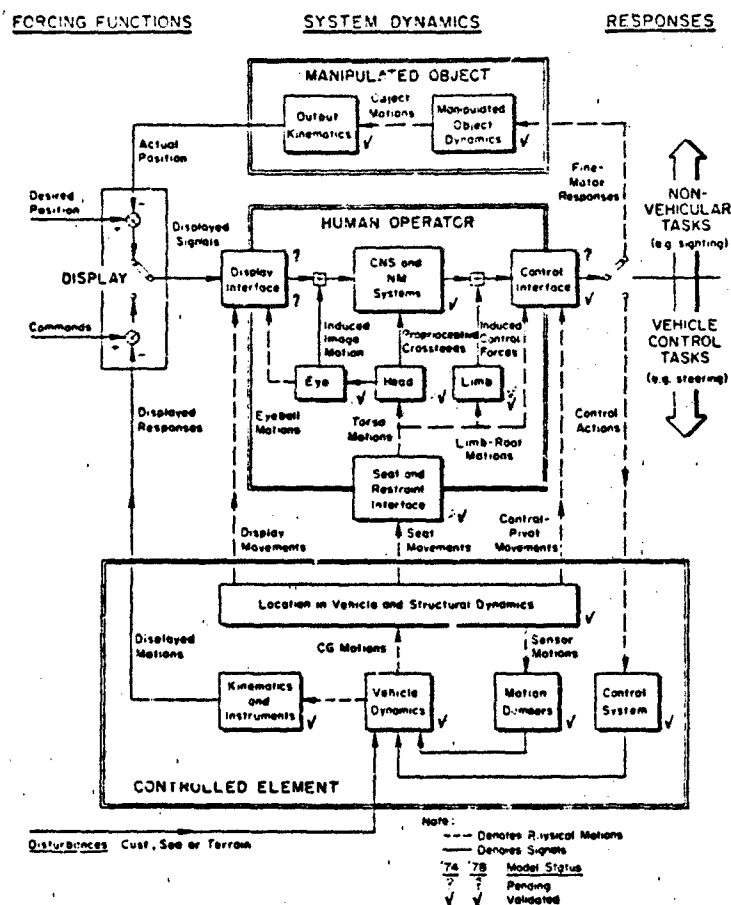 FORCING FUNCTIONS
SYSTEM DYNAMICS
RESPONSES
MANIPULATED OBJECT
Output
Kinematics
Object
Motions
Manipulated
Object
Dynamics
Actual
Position
Fine-
Motor
Responses
NON-
VEHICULAR
TASKS
(e.g. sighting)
Desired
Position
Displayed
Signals
HUMAN OPERATOR
DISPLAY
Display
Interface
CNS and
NM
Systems
Control
Interface
Commands
Induced
Image
Motion
Proprioceptive
Crossfeeds
Induced
Control
Forces
VEHICLE
CONTROL
TASKS
(e.g. steering)
Eye
Head
Limb
Displayed
Responses
Eyeball
Motions
Torso
Motions
Limb-Root
Motions
Control
Actions
Seat and
Restraint
Interface
Display
Movements
Seat
Movements
Control-
Pivot
Movements
Location in Vehicle and Structural Dynamics
Displayed
Motions
CG Motions
Sensor
Motions
Kinematics
and
Instruments
Vehicle
Dynamics
Motion
Dampers
Control
System
CONTROLLED ELEMENT
Disturbances Gust, Sea or Terrain
Note:
--- Denotes Physical Motions
— Denotes Signals
'74 '78 Model Status
? ? Pending
√ √ Validated